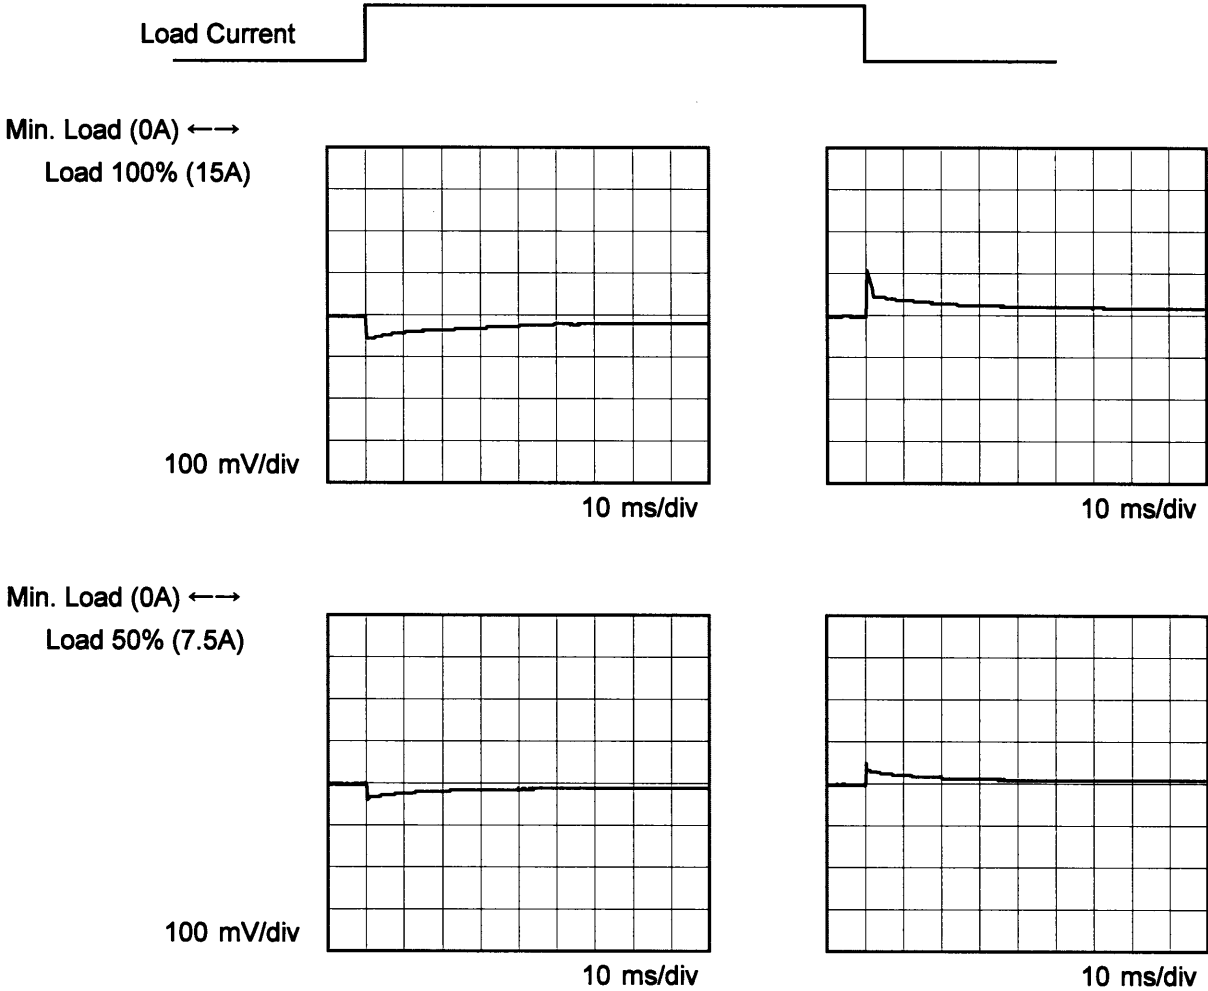 Load Current
Min. Load (0A) ←→
Load 100% (15A)
100 mV/div
10 ms/div
10 ms/div
Min. Load (0A) ←→
Load 50% (7.5A)
100 mV/div
10 ms/div
10 ms/div